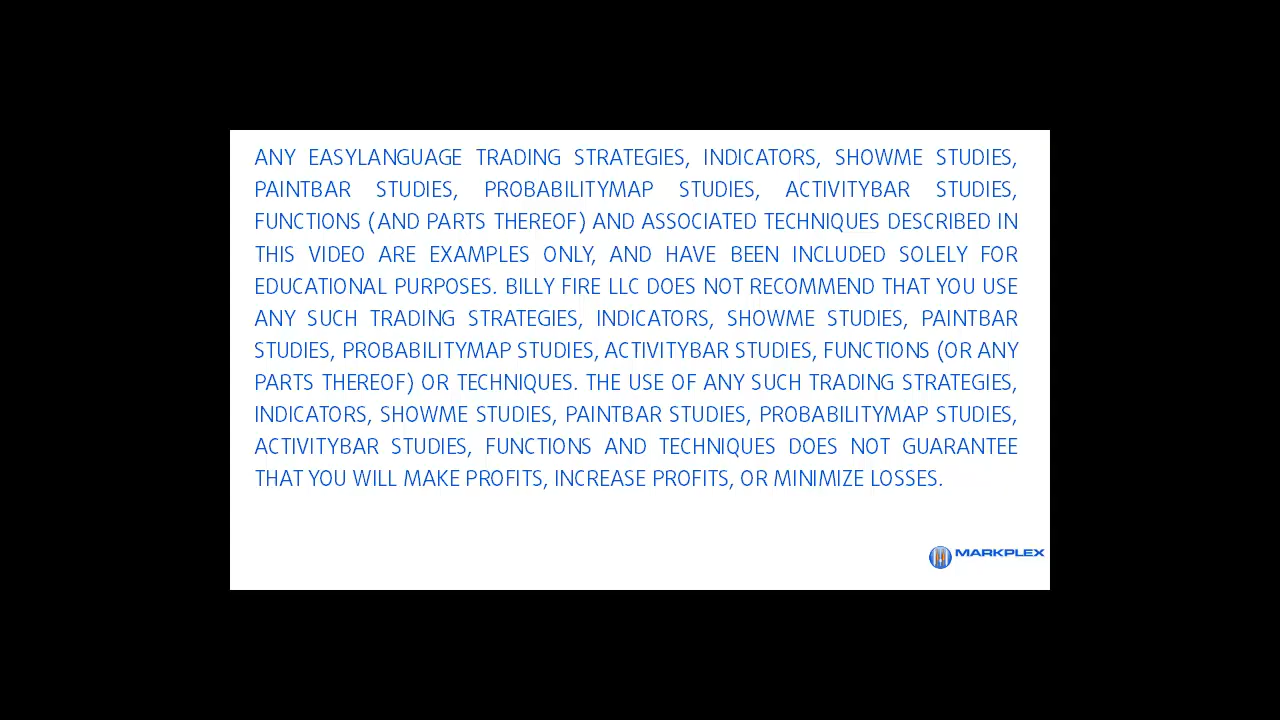 ANY EASYLANGUAGE TRADING STRATEGIES, INDICATORS, SHOWME STUDIES,
PAINTBAR STUDIES, PROBABILITYMAP STUDIES, ACTIVITYBAR STUDIES,
FUNCTIONS (AND PARTS THEREOF) AND ASSOCIATED TECHNIQUES DESCRIBED IN
THIS VIDEO ARE EXAMPLES ONLY, AND HAVE BEEN INCLUDED SOLELY FOR
EDUCATIONAL PURPOSES. BILLY FIRE LLC DOES NOT RECOMMEND THAT YOU USE
ANY SUCH TRADING STRATEGIES, INDICATORS, SHOWME STUDIES, PAINTBAR
STUDIES, PROBABILITYMAP STUDIES, ACTIVITYBAR STUDIES, FUNCTIONS (OR ANY
PARTS THEREOF) OR TECHNIQUES. THE USE OF ANY SUCH TRADING STRATEGIES,
INDICATORS, SHOWME STUDIES, PAINTBAR STUDIES, PROBABILITYMAP STUDIES,
ACTIVITYBAR STUDIES, FUNCTIONS AND TECHNIQUES DOES NOT GUARANTEE
THAT YOU WILL MAKE PROFITS, INCREASE PROFITS, OR MINIMIZE LOSSES.
MARKPLEX